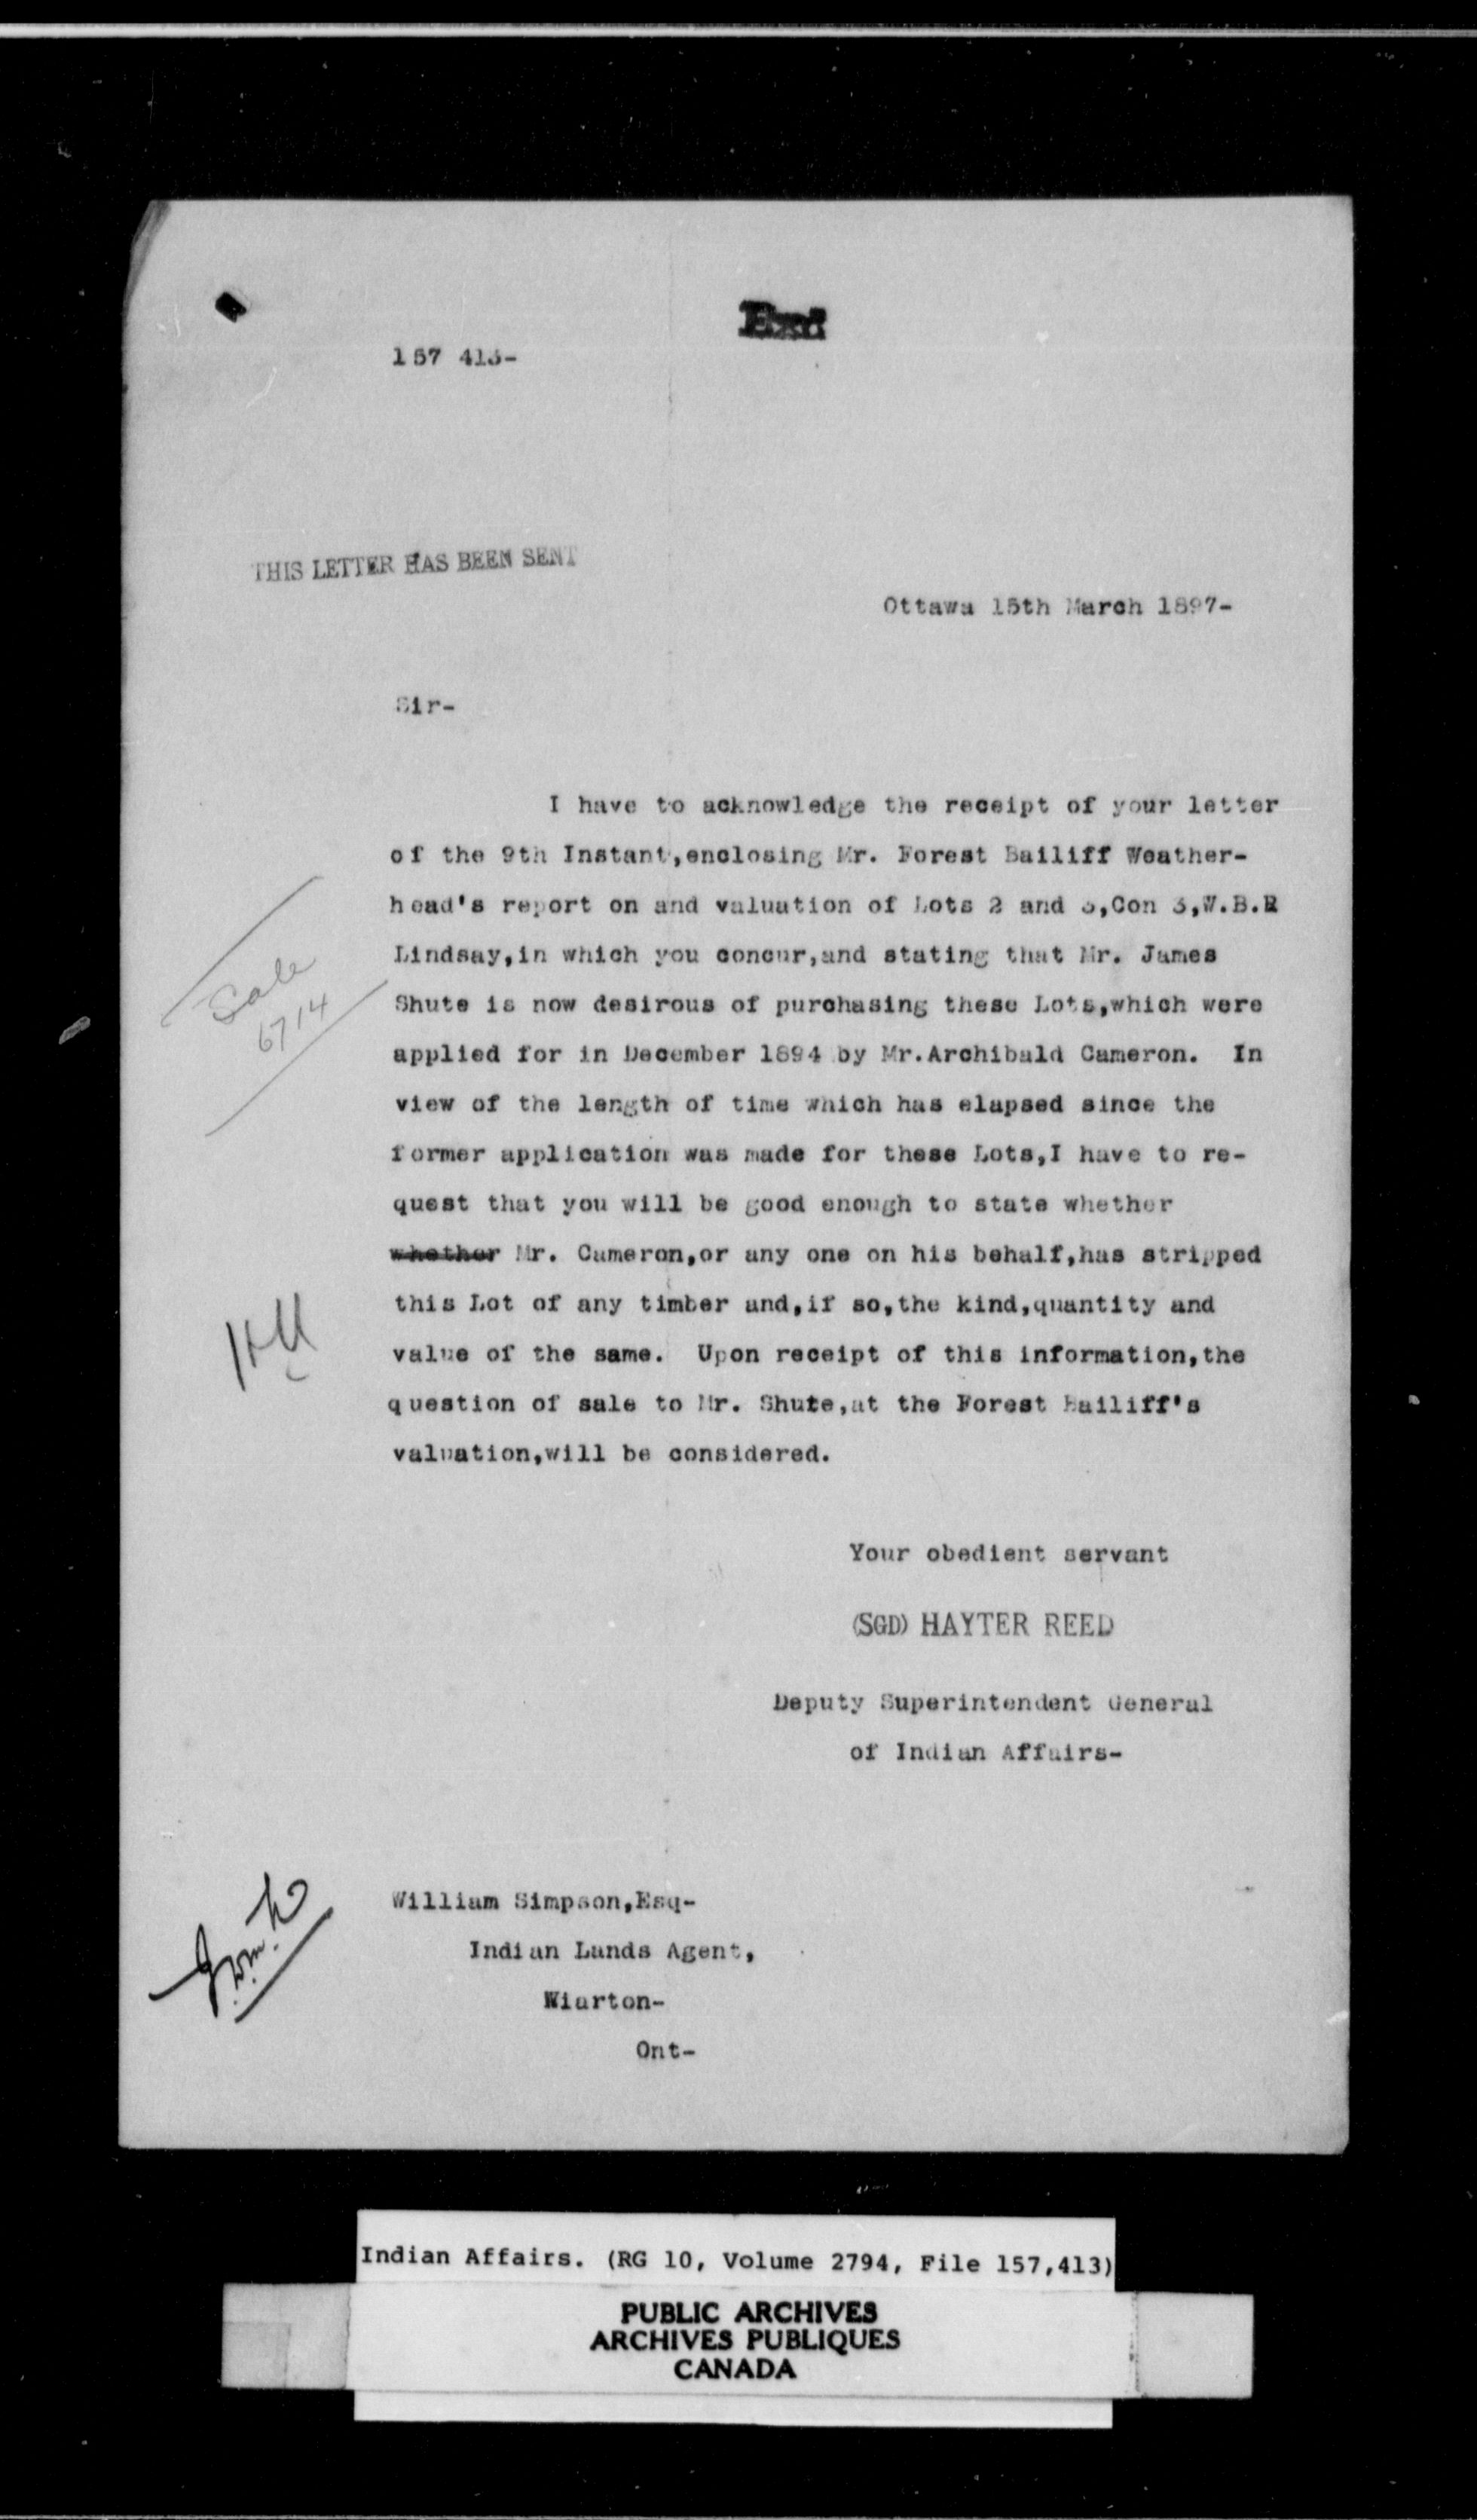 157 413-
THIS LETTER HAS BEEN SENT
Ottawa 15th March 1897-
Sir-
I have to acknowledge the receipt of your letter
of the 9th Instant,enclosing Mr. Forest Bailiff Weather-
head's report on and valuation of Lots 2 and 3,Con 3,W.B.R
Lindsay,in which you concur,and stating that Mr. James
Shute is now desirous of purchasing these Lots,which were
applied for in December 1894 by Mr.Archibald Cameron. In
view of the length of time which has elapsed since the
former application was made for these Lots,I have to re-
quest that you will be good enough to state whether
whether Mr. Cameron,or any one on his behalf,has stripped
this Lot of any timber and,if so,the kind,quantity and
value of the same. Upon receipt of this information,the
question of sale to Mr. Shute,at the Forest Bailiff's
valuation,will be considered.
Sale
6714
Your obedient servant
(SGD) HAYTER REED
Deputy Superintendent General
of Indian Affairs-
William Simpson,Esq-
Indian Lands Agent,
Wiarton-
Ont-
Indian Affairs. (RG 10, Volume 2794, File 157,413)
PUBLIC ARCHIVES
ARCHIVES PUBLIQUES
CANADA